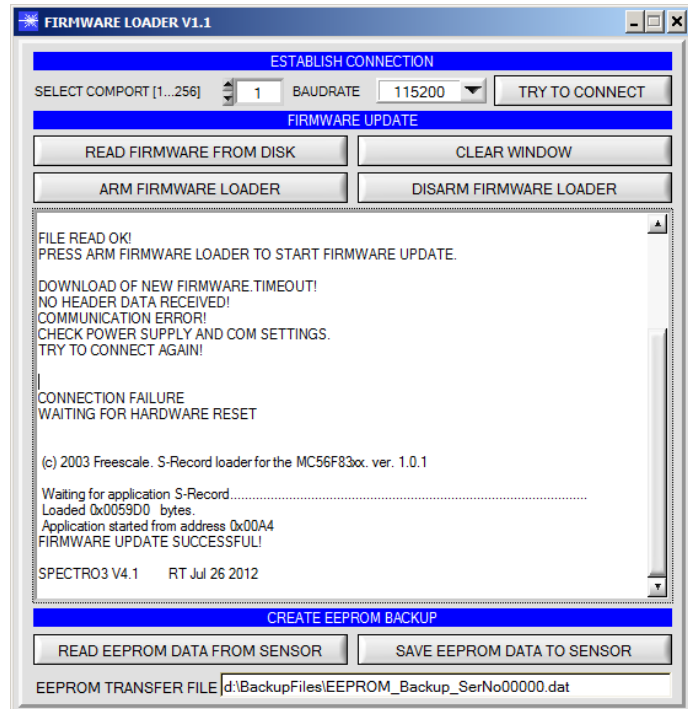 FIRMWARE LOADER V1.1
ESTABLISH CONNECTION
SELECT COMPORT [1...256] 1 BAUDRATE 115200 TRY TO CONNECT
FIRMWARE UPDATE
READ FIRMWARE FROM DISK CLEAR WINDOW
ARM FIRMWARE LOADER DISARM FIRMWARE LOADER
FILE READ OK!
PRESS ARM FIRMWARE LOADER TO START FIRMWARE UPDATE.
DOWNLOAD OF NEW FIRMWARE.TIMEOUT!
NO HEADER DATA RECEIVED!
COMMUNICATION ERROR!
CHECK POWER SUPPLY AND COM SETTINGS.
TRY TO CONNECT AGAIN!
CONNECTION FAILURE
WAITING FOR HARDWARE RESET
(c) 2003 Freescale. S-Record loader for the MC56F83xx. ver. 1.0.1
Waiting for application S-Record.........................................................................................
Loaded 0x0059D0 bytes.
Application started from address 0x00A4
FIRMWARE UPDATE SUCCESSFUL!
SPECTRO3 V4.1 RT Jul 26 2012
CREATE EEPROM BACKUP
READ EEPROM DATA FROM SENSOR SAVE EEPROM DATA TO SENSOR
EEPROM TRANSFER FILE d:\BackupFiles\EEPROM_Backup_SerNo00000.dat